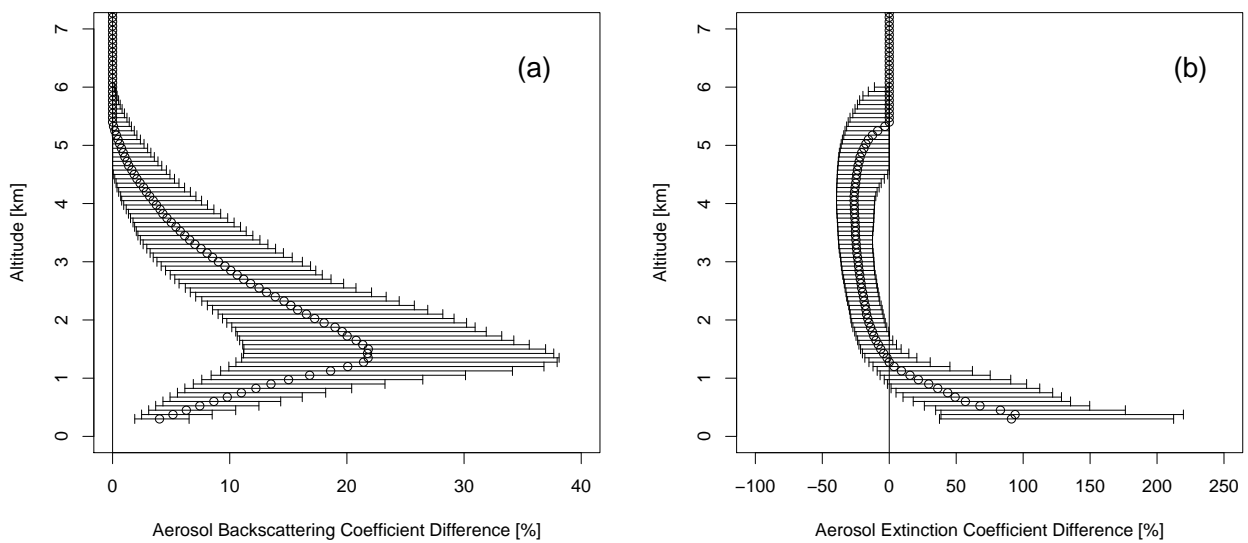 (a)
7
6
5
4
3
2
1
0
Altitude [km]
0 10 20 30 40
Aerosol Backscattering Coefficient Difference [%]
(b)
7
6
5
4
3
2
1
0
Altitude [km]
−100 −50 0 50 100 150 200 250
Aerosol Extinction Coefficient Difference [%]